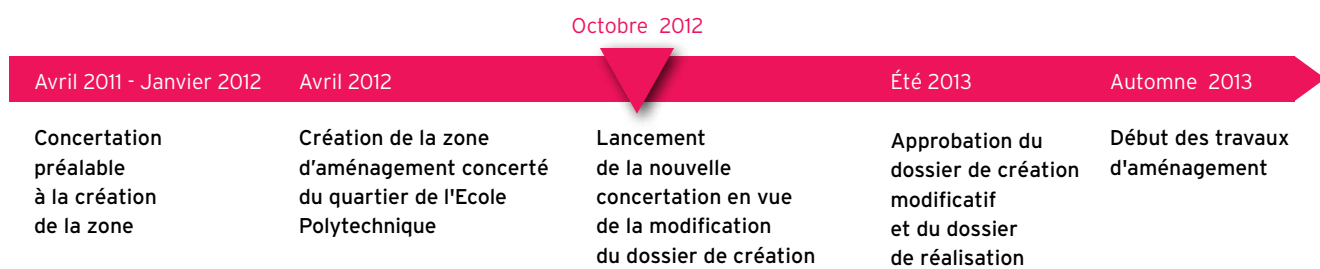 Octobre 2012
Avril 2011 - Janvier 2012
Avril 2012
Été 2013
Automne 2013
Concertation
préalable
à la création
de la zone
Création de la zone
d'aménagement concerté
du quartier de l'Ecole
Polytechnique
Lancement
de la nouvelle
concertation en vue
de la modification
du dossier de création
Approbation du
dossier de création
modificatif
et du dossier
de réalisation
Début des travaux
d'aménagement